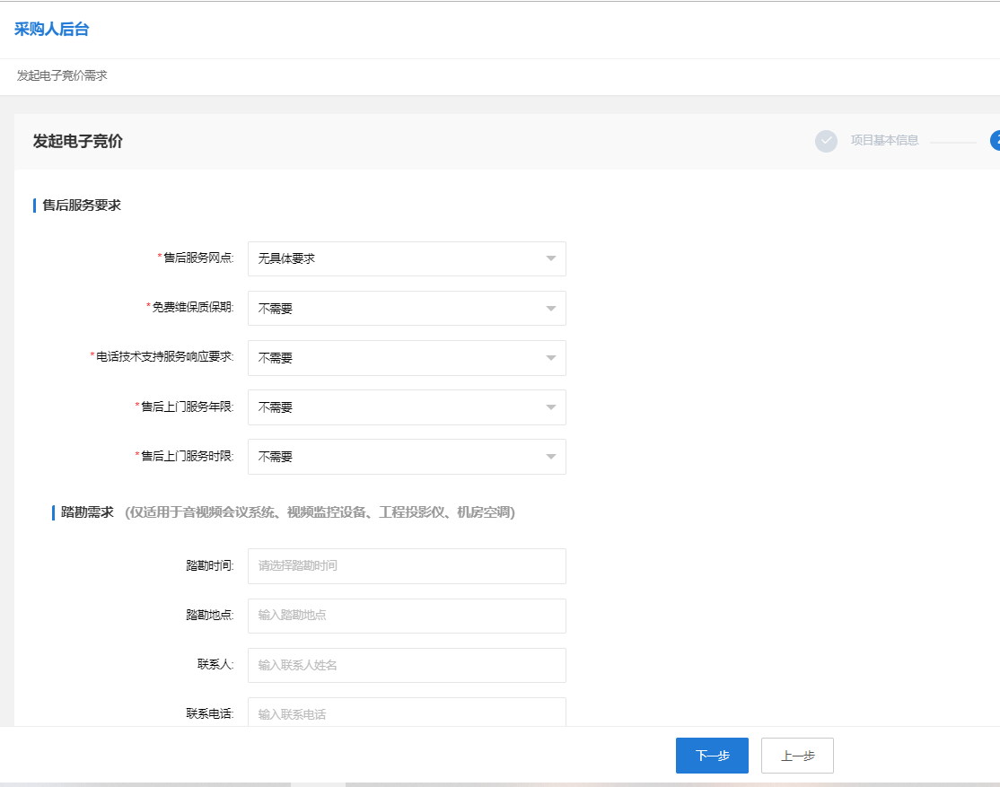 采购人后台
发起电子竞价需求
发起电子竞价
项目基本信息
2
售后服务要求
*售后服务网点: 无具体要求
*免费维保质保期: 不需要
*电话技术支持服务响应要求: 不需要
*售后上门服务年限: 不需要
*售后上门服务时限: 不需要
踏勘需求 (仅适用于音视频会议系统、视频监控设备、工程投影仪、机房空调)
踏勘时间: 请选择踏勘时间
踏勘地点: 输入踏勘地点
联系人: 输入联系人姓名
联系电话: 输入联系电话
下一步 上一步